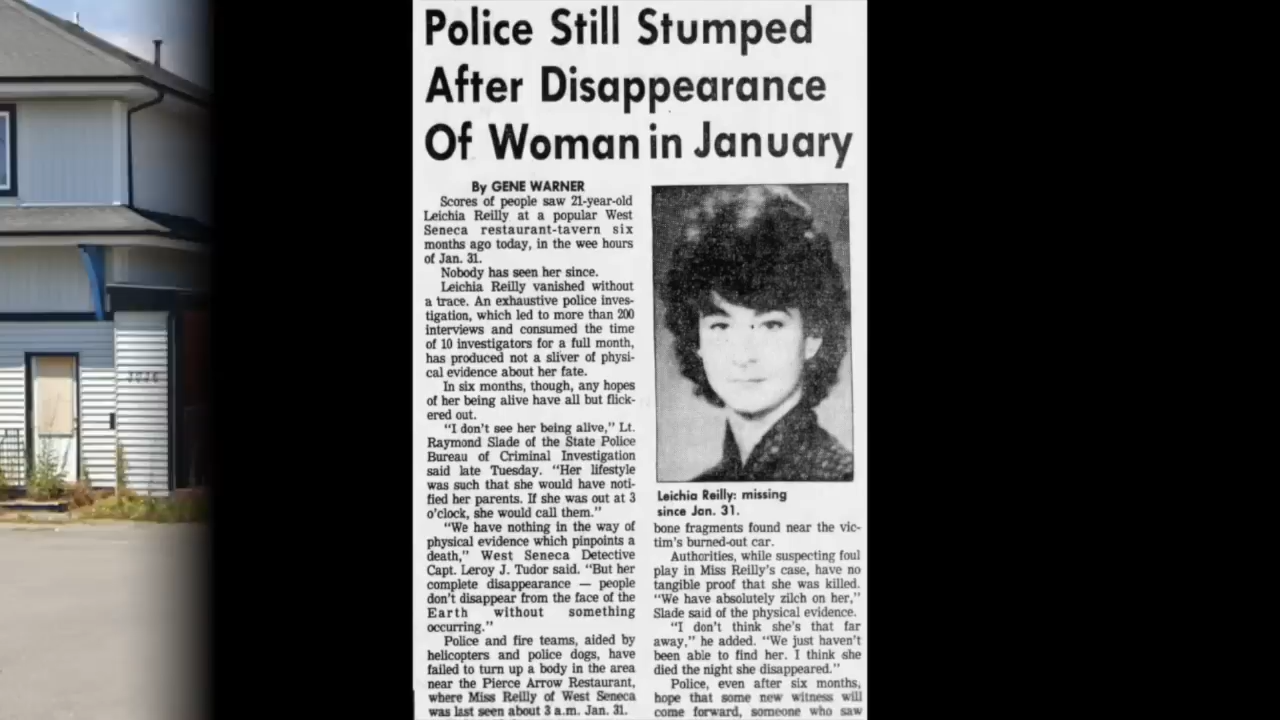 Police Still Stumped
After Disappearance
Of Woman in January
By GENE WARNER
Scores of people saw 21-year-old
Leichia Reilly at a popular West
Seneca restaurant-tavern six
months ago today, in the wee hours
of Jan. 31.
Nobody has seen her since.
Leichia Reilly vanished without
a trace. An exhaustive police inves-
tigation, which led to more than 200
interviews and consumed the time
of 10 investigators for a full month,
has produced not a sliver of physi-
cal evidence about her fate.
In six months, though, any hopes
of her being alive have all but flick-
ered out.
"I don't see her being alive," Lt.
Raymond Slade of the State Police
Bureau of Criminal Investigation
said late Tuesday. "Her lifestyle
was such that she would have noti-
fied her parents. If she was out at 3
o'clock, she would call them."
"We have nothing in the way of
physical evidence which pinpoints a
death," West Seneca Detective
Capt. Leroy J. Tudor said. "But her
complete disappearance — people
don't disappear from the face of the
Earth without something
occurring."
Police and fire teams, aided by
helicopters and police dogs, have
failed to turn up a body in the area
near the Pierce Arrow Restaurant,
where Miss Reilly of West Seneca
was last seen about 3 a.m. Jan. 31.
Leichia Reilly: missing
since Jan. 31.
bone fragments found near the vic-
tim's burned-out car.
Authorities, while suspecting foul
play in Miss Reilly's case, have no
tangible proof that she was killed.
"We have absolutely zilch on her,"
Slade said of the physical evidence.
"I don't think she's that far
away," he added. "We just haven't
been able to find her. I think she
died the night she disappeared."
Police, even after six months,
hope that some new witness will
come forward, someone who saw